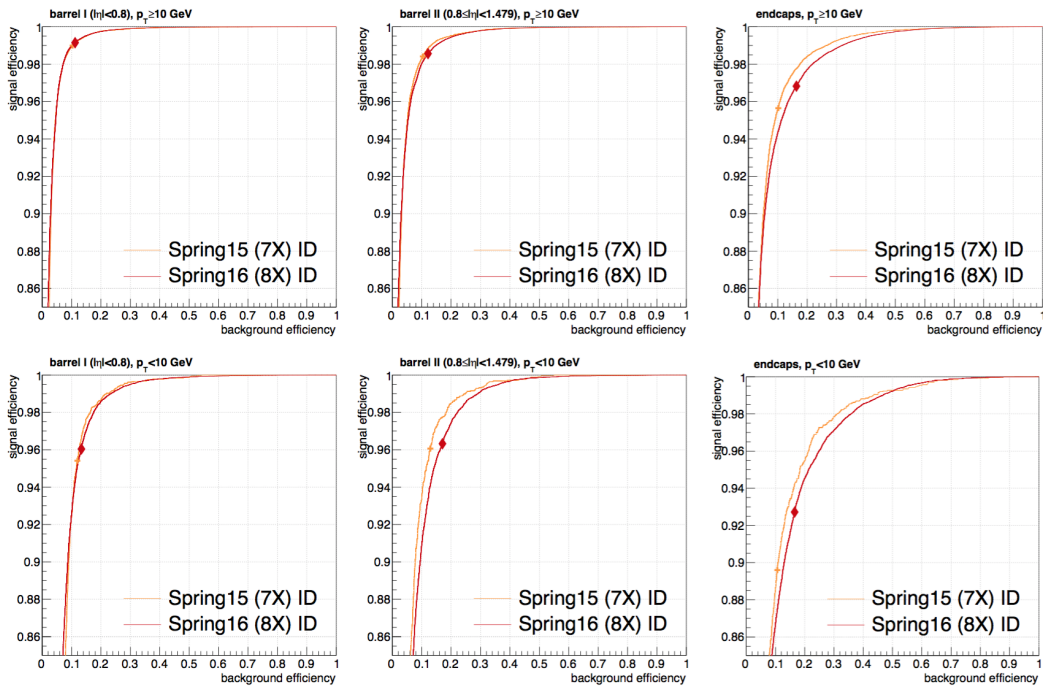 barrel I (|η|<0.8), p_T≥10 GeV
signal efficiency
1
0.98
0.96
0.94
0.92
0.9
0.88
0.86
Spring15 (7X) ID
Spring16 (8X) ID
0 0.1 0.2 0.3 0.4 0.5 0.6 0.7 0.8 0.9 1
background efficiency
barrel II (0.8≤|η|<1.479), p_T≥10 GeV
signal efficiency
1
0.98
0.96
0.94
0.92
0.9
0.88
0.86
Spring15 (7X) ID
Spring16 (8X) ID
0 0.1 0.2 0.3 0.4 0.5 0.6 0.7 0.8 0.9 1
background efficiency
endcaps, p_T≥10 GeV
signal efficiency
1
0.98
0.96
0.94
0.92
0.9
0.88
0.86
Spring15 (7X) ID
Spring16 (8X) ID
0 0.1 0.2 0.3 0.4 0.5 0.6 0.7 0.8 0.9 1
background efficiency
barrel I (|η|<0.8), p_T<10 GeV
signal efficiency
1
0.98
0.96
0.94
0.92
0.9
0.88
0.86
Spring15 (7X) ID
Spring16 (8X) ID
0 0.1 0.2 0.3 0.4 0.5 0.6 0.7 0.8 0.9 1
background efficiency
barrel II (0.8≤|η|<1.479), p_T<10 GeV
signal efficiency
1
0.98
0.96
0.94
0.92
0.9
0.88
0.86
Spring15 (7X) ID
Spring16 (8X) ID
0 0.1 0.2 0.3 0.4 0.5 0.6 0.7 0.8 0.9 1
background efficiency
endcaps, p_T<10 GeV
signal efficiency
1
0.98
0.96
0.94
0.92
0.9
0.88
0.86
Spring15 (7X) ID
Spring16 (8X) ID
0 0.1 0.2 0.3 0.4 0.5 0.6 0.7 0.8 0.9 1
background efficiency